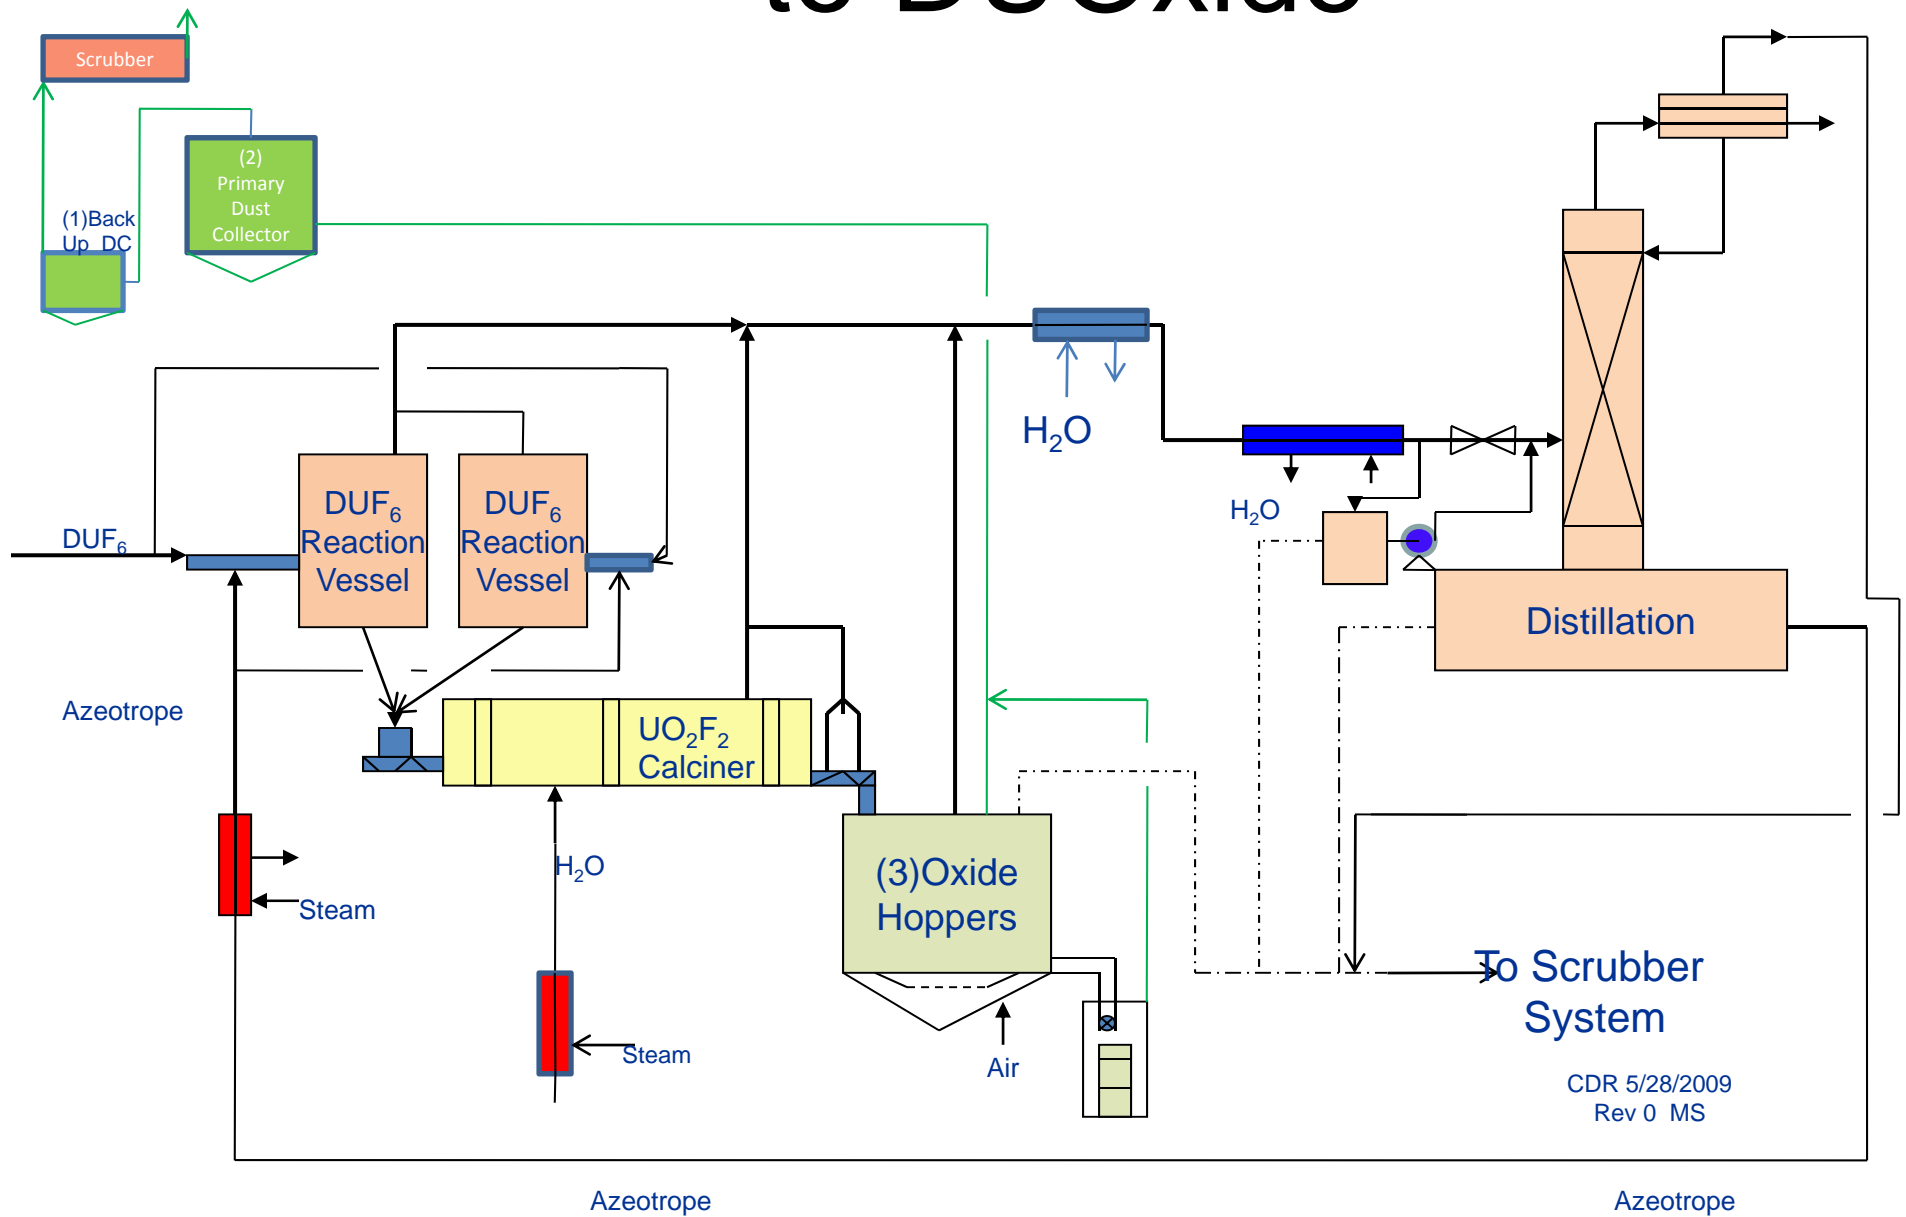 to DUOxide
Scrubber
(2)
Primary
Dust
Collector
(1)Back
Up DC
H₂O
DUF₆
Reaction
Vessel
DUF₆
Reaction
Vessel
DUF₆
H₂O
Distillation
Azeotrope
UO₂F₂
Calciner
H₂O
(3)Oxide
Hoppers
Steam
To Scrubber
System
Steam
Air
CDR 5/28/2009
Rev 0 MS
Azeotrope
Azeotrope